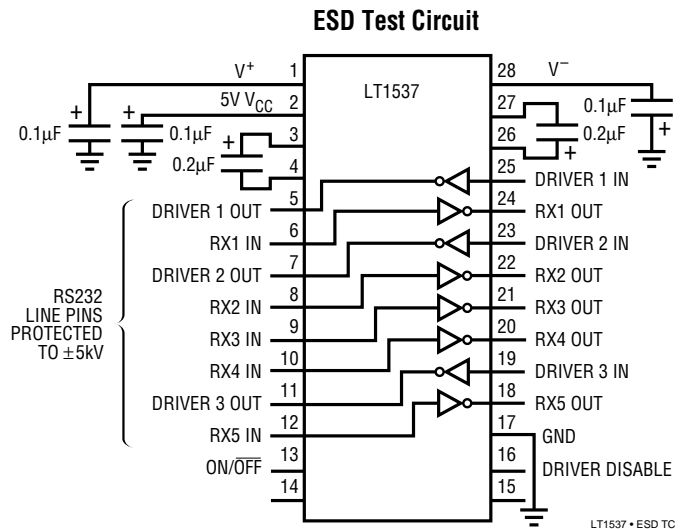 ESD Test Circuit
LT1537
V+ 1
5V VCC 2
3
4
0.1µF
+
+
0.1µF
+
0.2µF
DRIVER 1 OUT 5
RX1 IN 6
DRIVER 2 OUT 7
RX2 IN 8
RX3 IN 9
RX4 IN 10
DRIVER 3 OUT 11
RX5 IN 12
ON/OFF 13
14
RS232
LINE PINS
PROTECTED
TO ±5kV
28 V−
27
26
0.1µF
+
0.2µF
+
25 DRIVER 1 IN
24 RX1 OUT
23 DRIVER 2 IN
22 RX2 OUT
21 RX3 OUT
20 RX4 OUT
19 DRIVER 3 IN
18 RX5 OUT
17 GND
16 DRIVER DISABLE
15
LT1537 • ESD TC